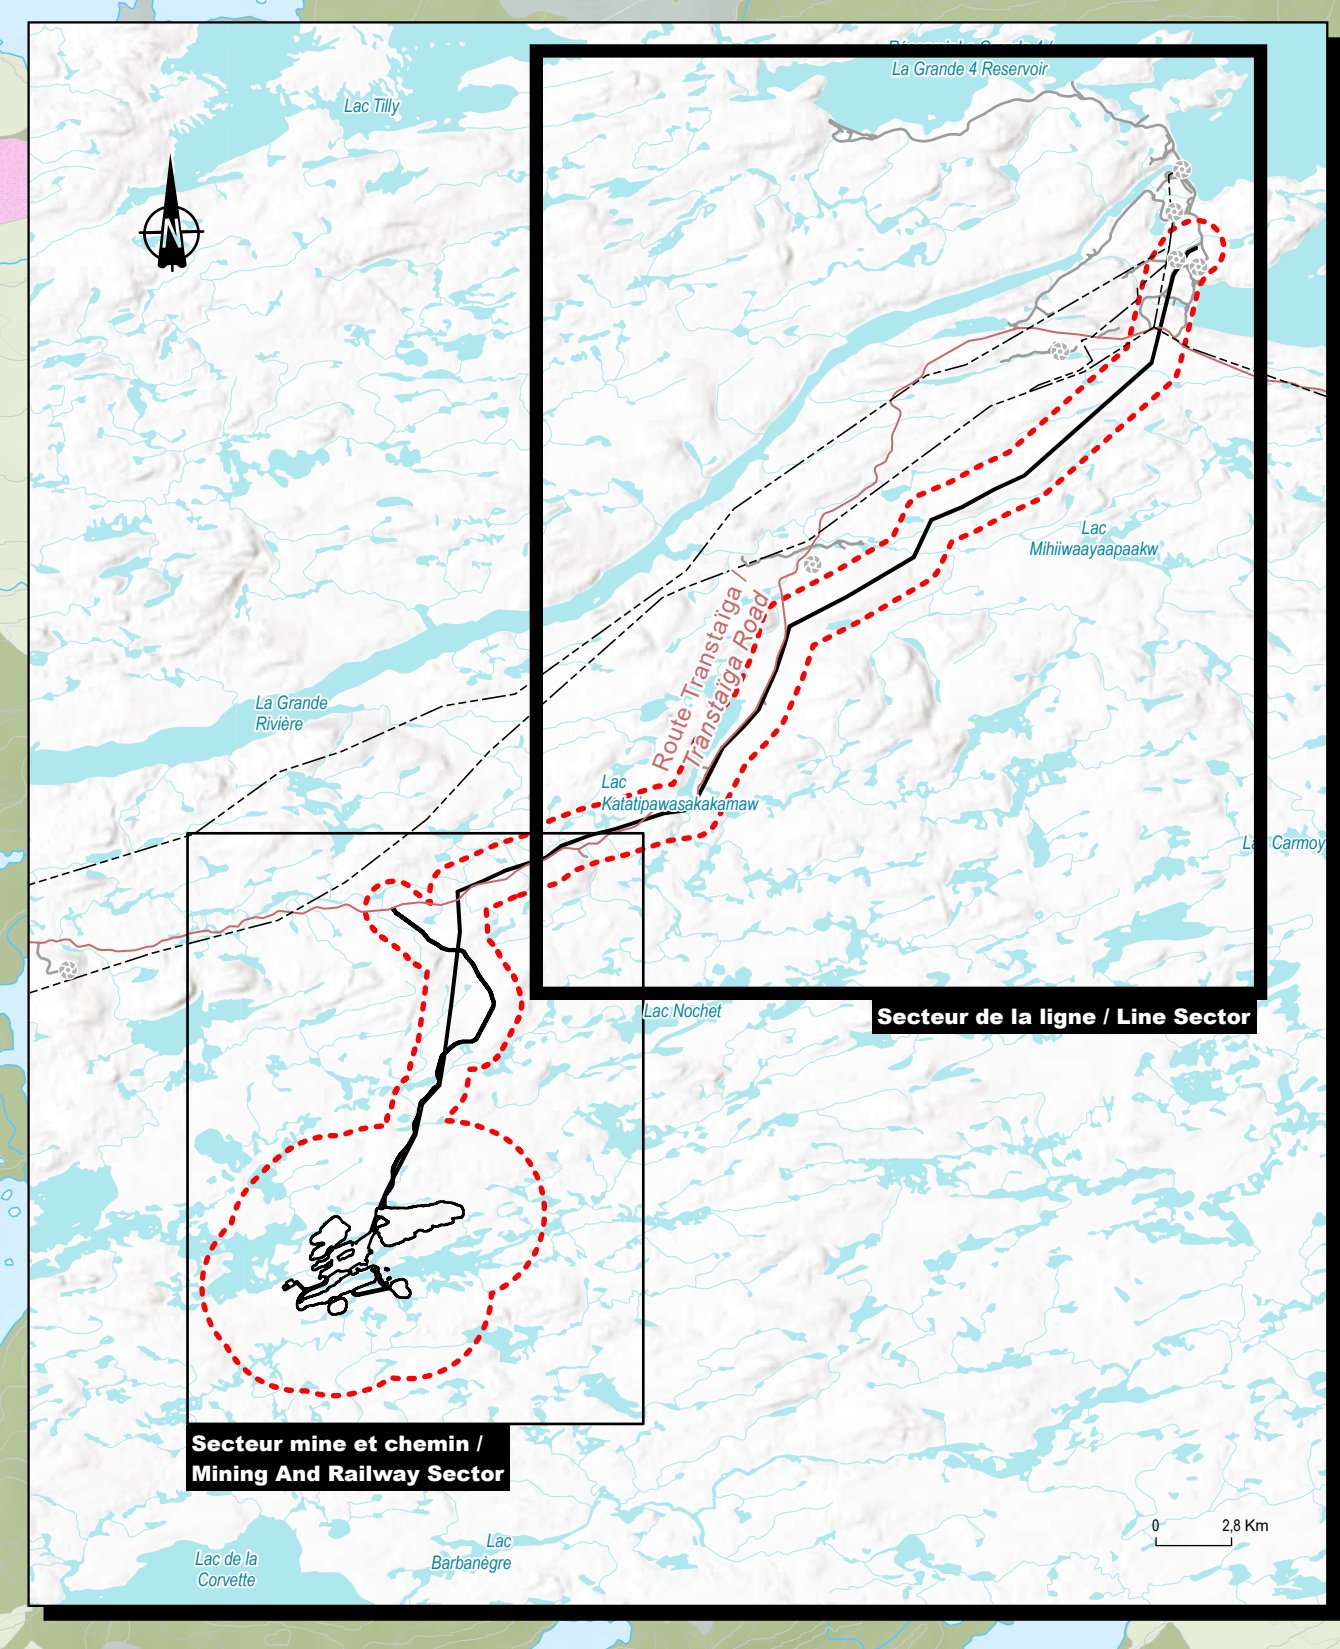 La Grande 4 Reservoir
Lac Tilly
N
Lac
Mihiiwaayaapaakw
Route Transtaïga /
Transtaïga Road
La Grande
Rivière
Lac
Katatipawasakakamaw
Carmoy
Lac Nochet
Secteur de la ligne / Line Sector
Secteur mine et chemin /
Mining And Railway Sector
0 2,8 Km
Lac
Barbanègre
Lac de la
Corvette